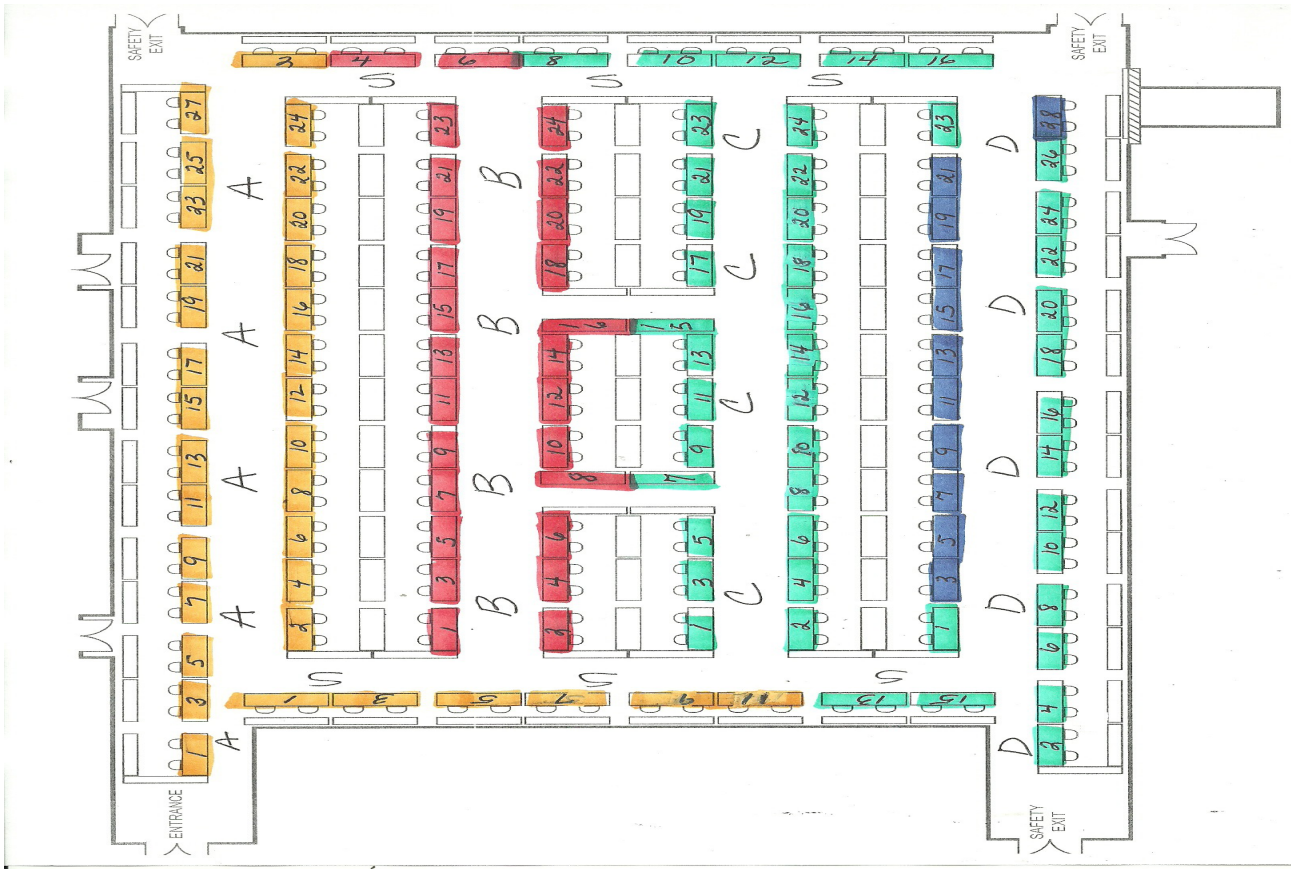 SAFETY
EXIT
SAFETY
EXIT
2 4 6 8 10 12 14 16
S S S
27 25 23 21 19 17 15 13 11 9 7 5 3 1
A A A A A
24 22 20 18 16 14 12 10 8 6 4 2
23 21 19 17 15 13 11 9 7 5 3 1
B B B B
24 22 20 18 16 14 12 10 8 6 4 2
23 21 19 17 15 13 11 9 7 5 3 1
C C C C
24 22 20 18 16 14 12 10 8 6 4 2
23 21 19 17 15 13 11 9 7 5 3 1
D D D D D
28 26 24 22 20 18 16 14 12 10 8 6 4 2
S S S
1 3 5 7 9 11 13 15
ENTRANCE
SAFETY
EXIT